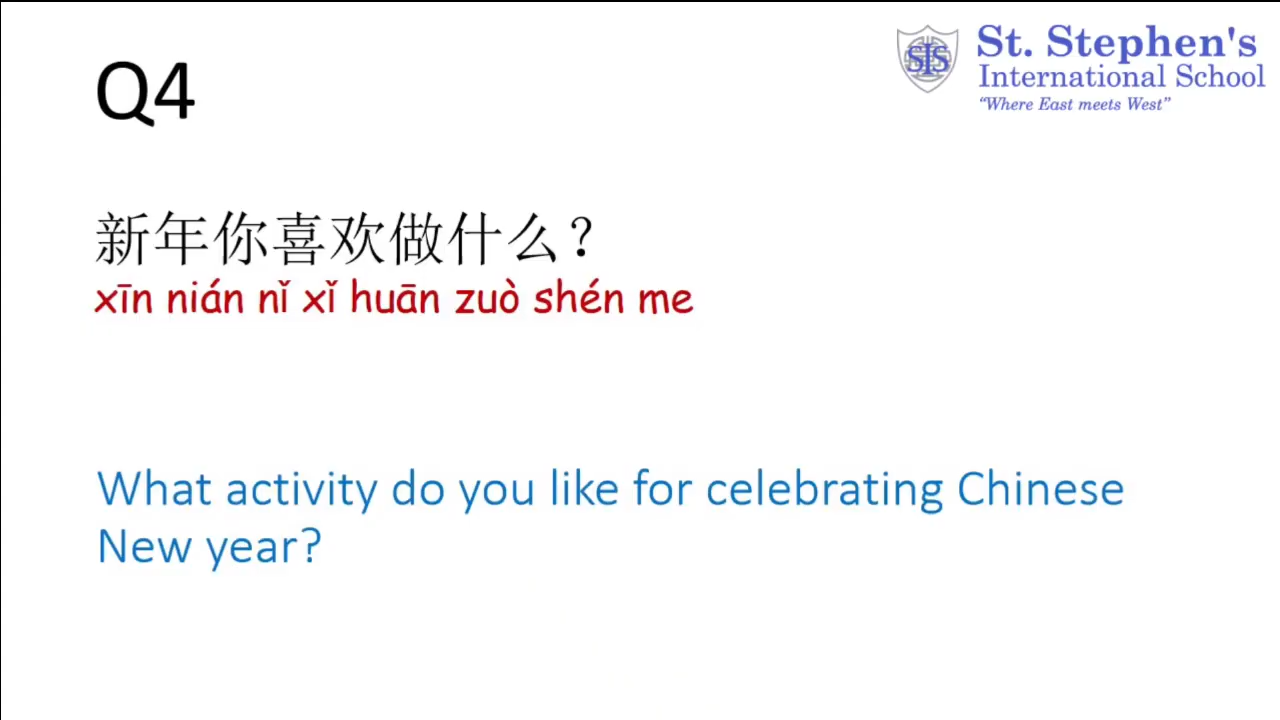 St. Stephen's
International School
“Where East meets West”
SIS
Q4
新年你喜欢做什么？
xīn nián nǐ xǐ huān zuò shén me
What activity do you like for celebrating Chinese
New year?